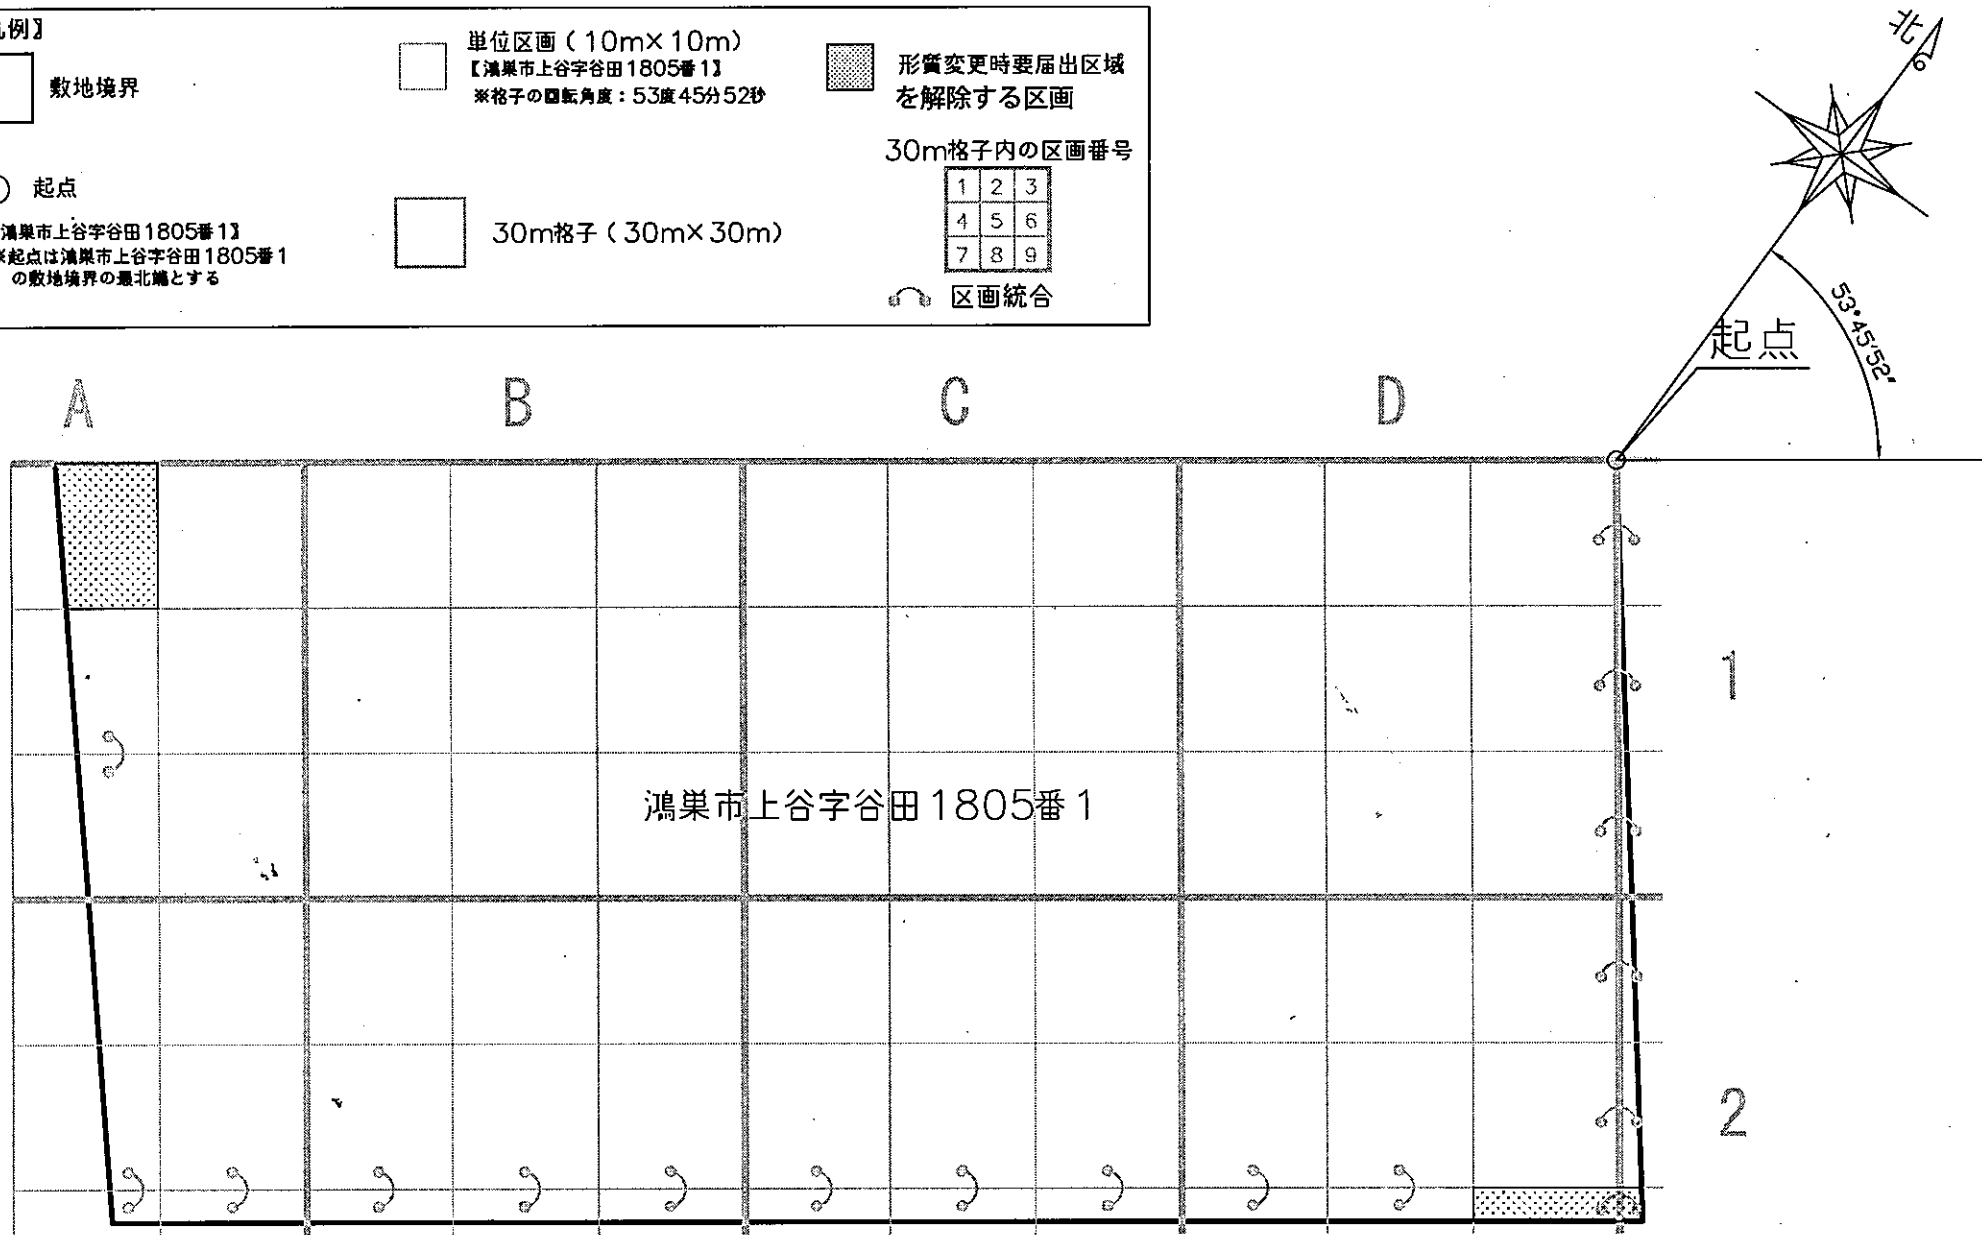 例】
敷地境界
単位区画（10m×10m）
【鴻巣市上谷字谷田1805番1】
※格子の回転角度：53度45分52秒
形質変更時要届出区域
を解除する区画
起点
鴻巣市上谷字谷田1805番1】
※起点は鴻巣市上谷字谷田1805番1
の敷地境界の最北端とする
30m格子（30m×30m）
30m格子内の区画番号
1 2 3
4 5 6
7 8 9
区画統合
北
53°45'52"
起点
A B C D
1
鴻巣市上谷字谷田1805番1
2